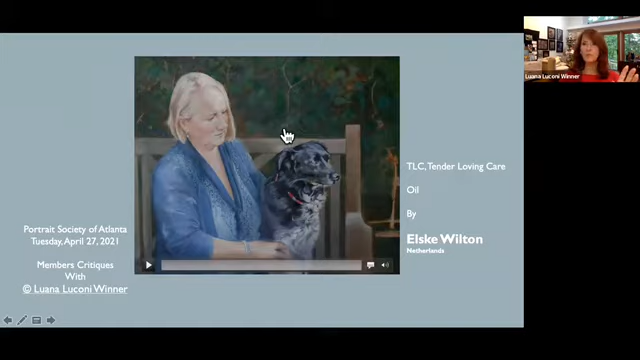 TLC, Tender Loving Care
Oil
By
Elske Wilton
Netherlands
Portrait Society of Atlanta
Tuesday, April 27, 2021
Members Critiques
With
© Luana Luconi Winner
Luana Luconi Winner